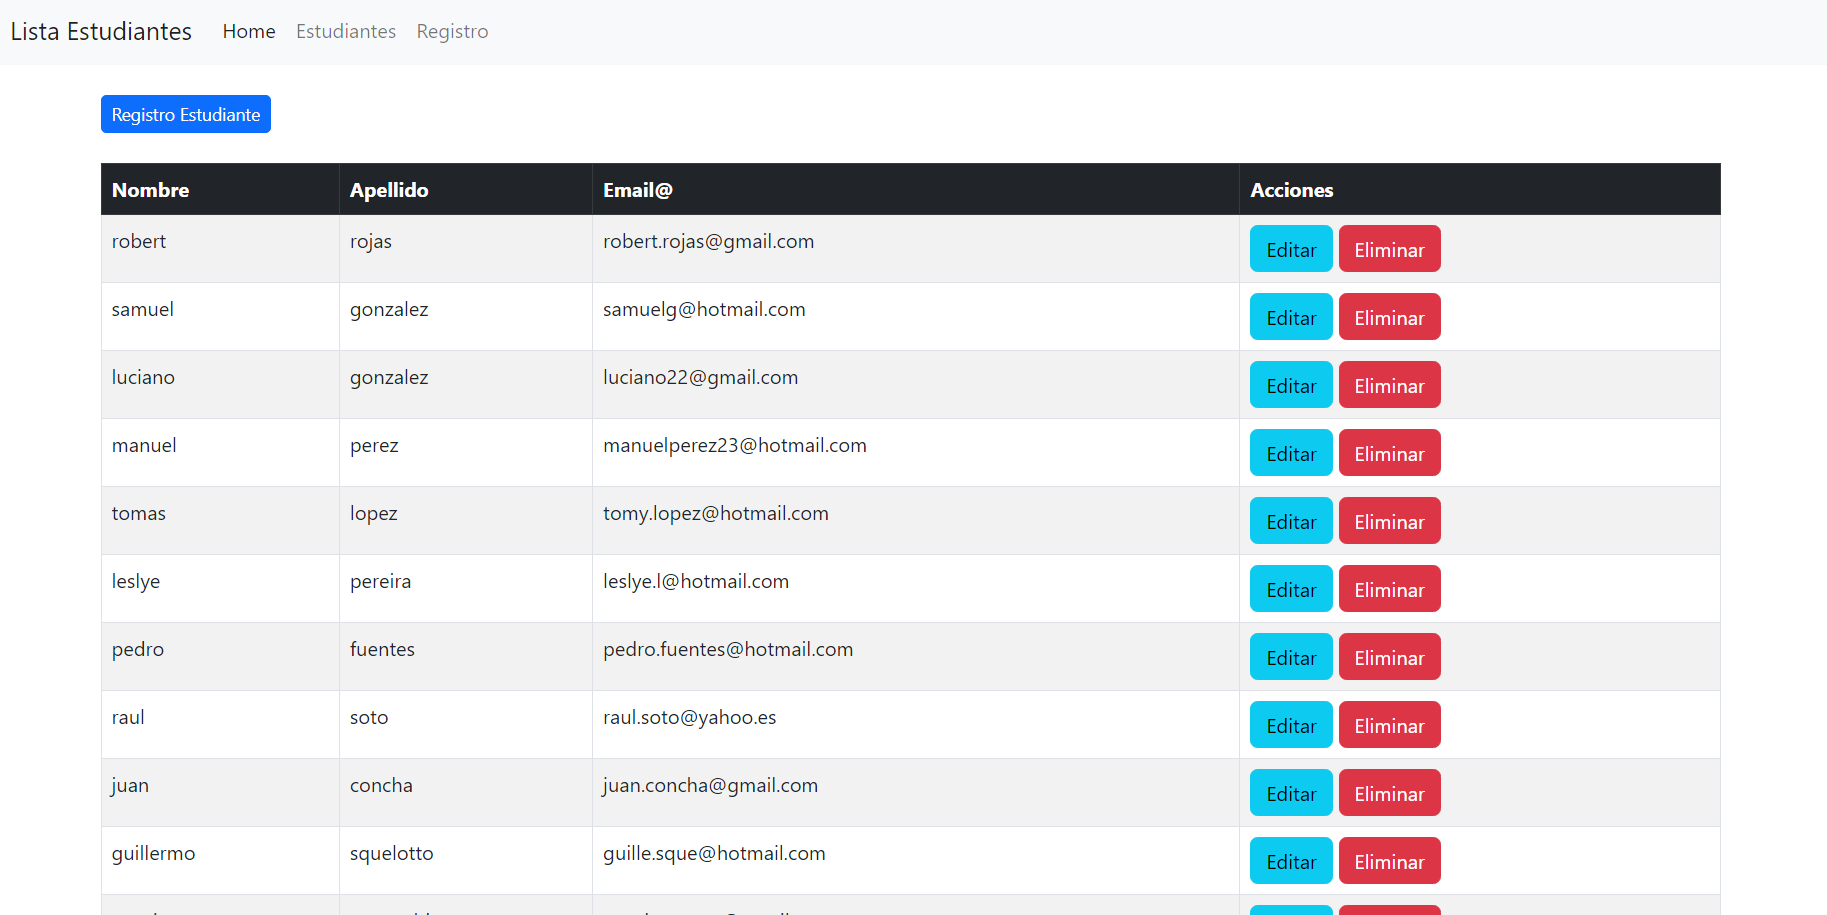 Lista Estudiantes Home Estudiantes Registro
Registro Estudiante
Nombre Apellido Email@ Acciones
robert rojas robert.rojas@gmail.com Editar Eliminar
samuel gonzalez samuelg@hotmail.com Editar Eliminar
luciano gonzalez luciano22@gmail.com Editar Eliminar
manuel perez manuelperez23@hotmail.com Editar Eliminar
tomas lopez tomy.lopez@hotmail.com Editar Eliminar
leslye pereira leslye.l@hotmail.com Editar Eliminar
pedro fuentes pedro.fuentes@hotmail.com Editar Eliminar
raul soto raul.soto@yahoo.es Editar Eliminar
juan concha juan.concha@gmail.com Editar Eliminar
guillermo squelotto guille.sque@hotmail.com Editar Eliminar